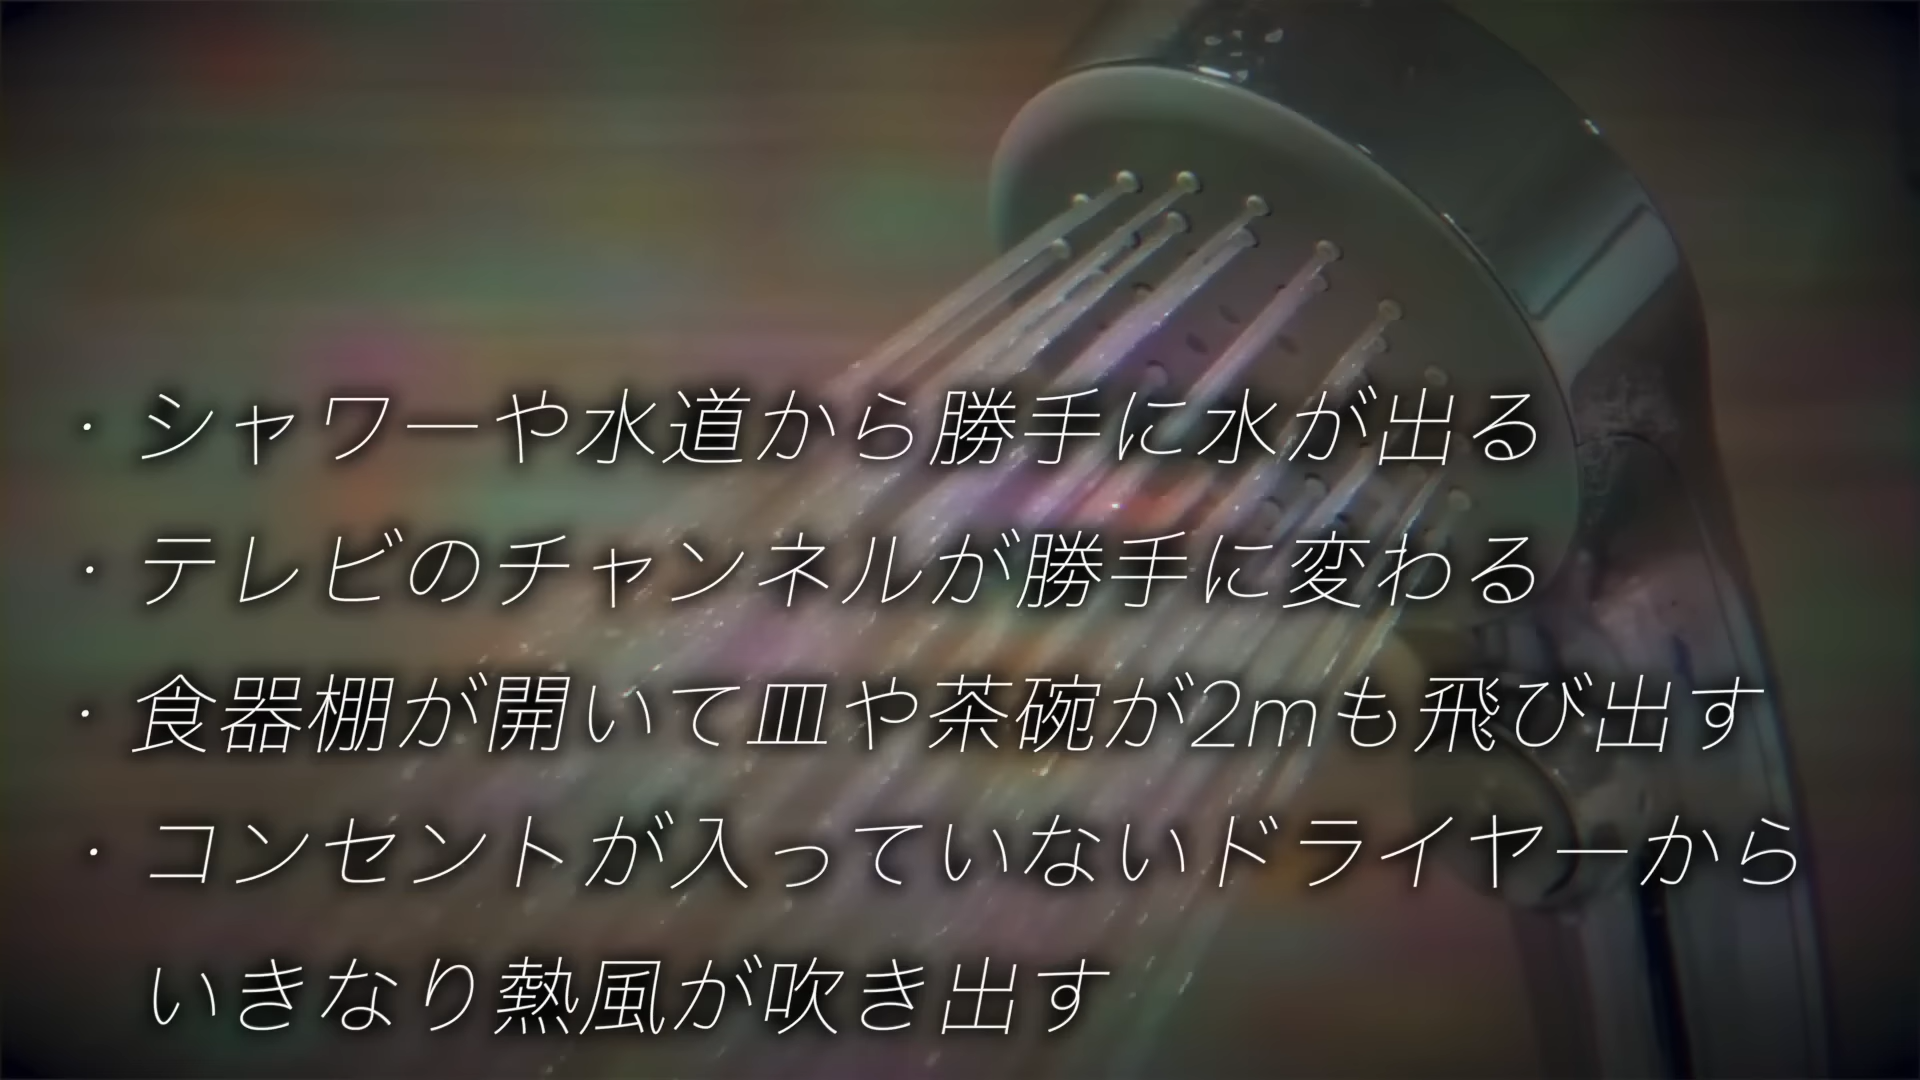 ・シャワーや水道から勝手に水が出る
・テレビのチャンネルが勝手に変わる
・食器棚が開いて皿や茶碗が2mも飛び出す
・コンセントが入っていないドライヤーから
いきなり熱風が吹き出す